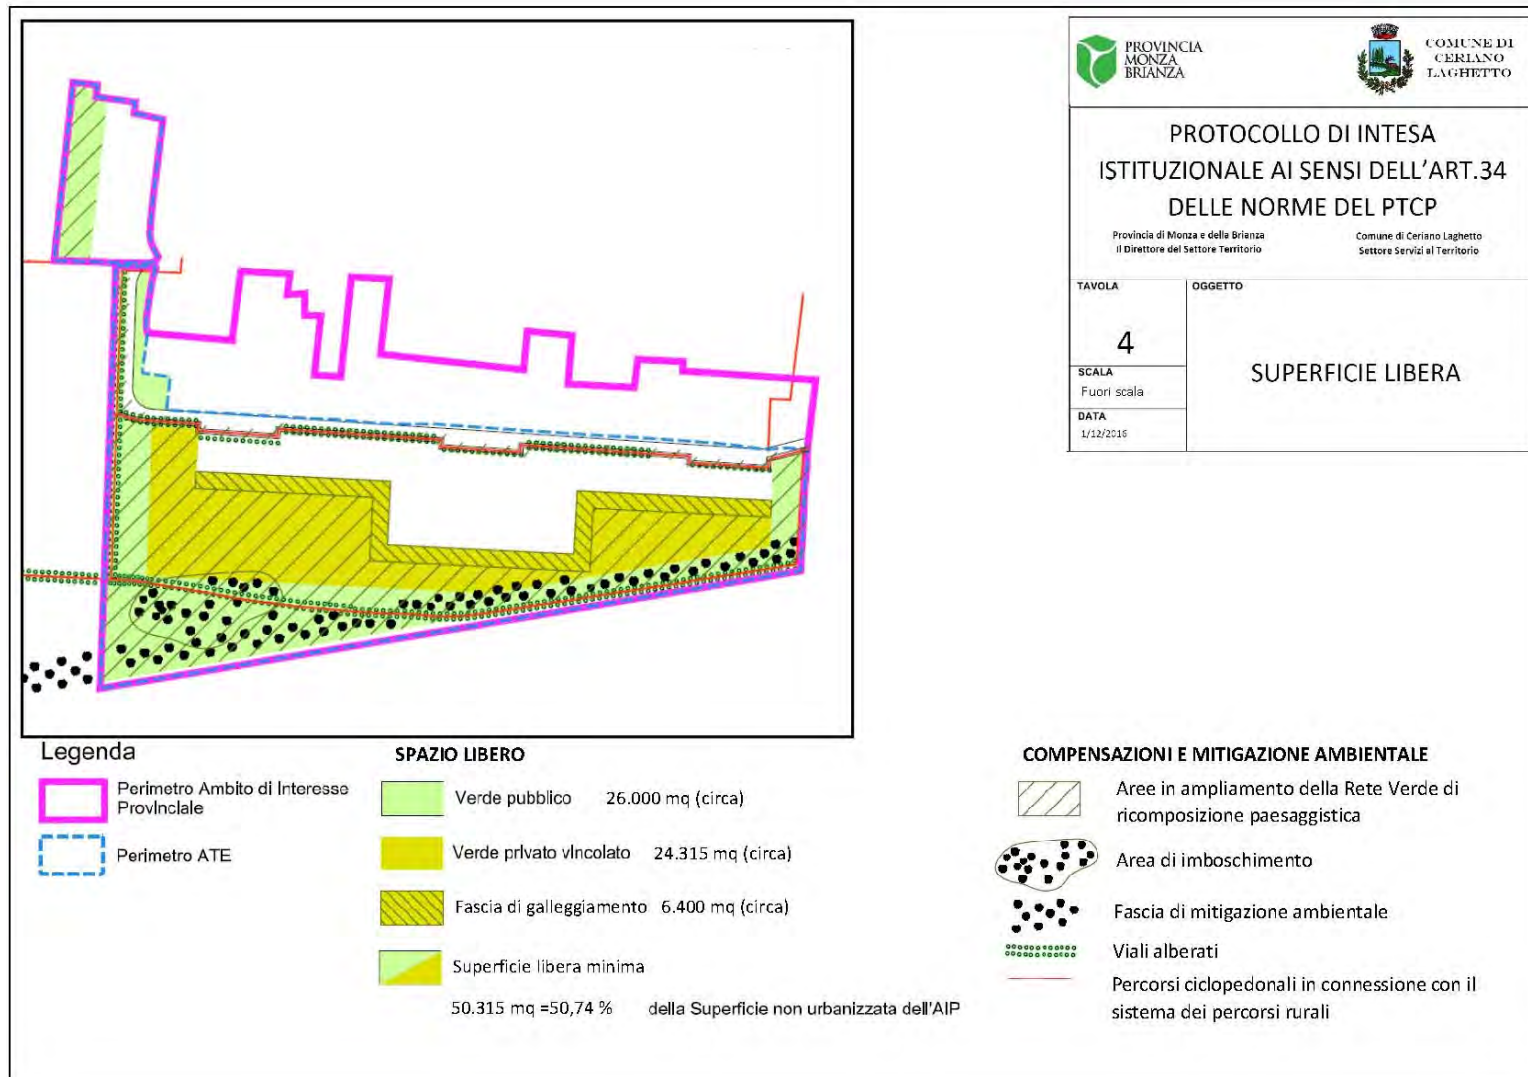 PROVINCIA
MONZA
BRIANZA
COMUNE DI
CERIANO
LAGHETTO
PROTOCOLLO DI INTESA
ISTITUZIONALE AI SENSI DELL'ART.34
DELLE NORME DEL PTCP
Provincia di Monza e della Brianza
Il Direttore del Settore Territorio
Comune di Ceriano Laghetto
Settore Servizi al Territorio
TAVOLA
4
OGGETTO
SUPERFICIE LIBERA
SCALA
Fuori scala
DATA
1/12/2016
Legenda
Perimetro Ambito di Interesse
Provinciale
Perimetro ATE
SPAZIO LIBERO
Verde pubblico 26.000 mq (circa)
Verde privato vincolato 24.315 mq (circa)
Fascia di galleggiamento 6.400 mq (circa)
Superficie libera minima
50.315 mq =50,74 % della Superficie non urbanizzata dell'AIP
COMPENSAZIONI E MITIGAZIONE AMBIENTALE
Aree in ampliamento della Rete Verde di
ricomposizione paesaggistica
Area di imboschimento
Fascia di mitigazione ambientale
Viali alberati
Percorsi ciclopedonali in connessione con il
sistema dei percorsi rurali